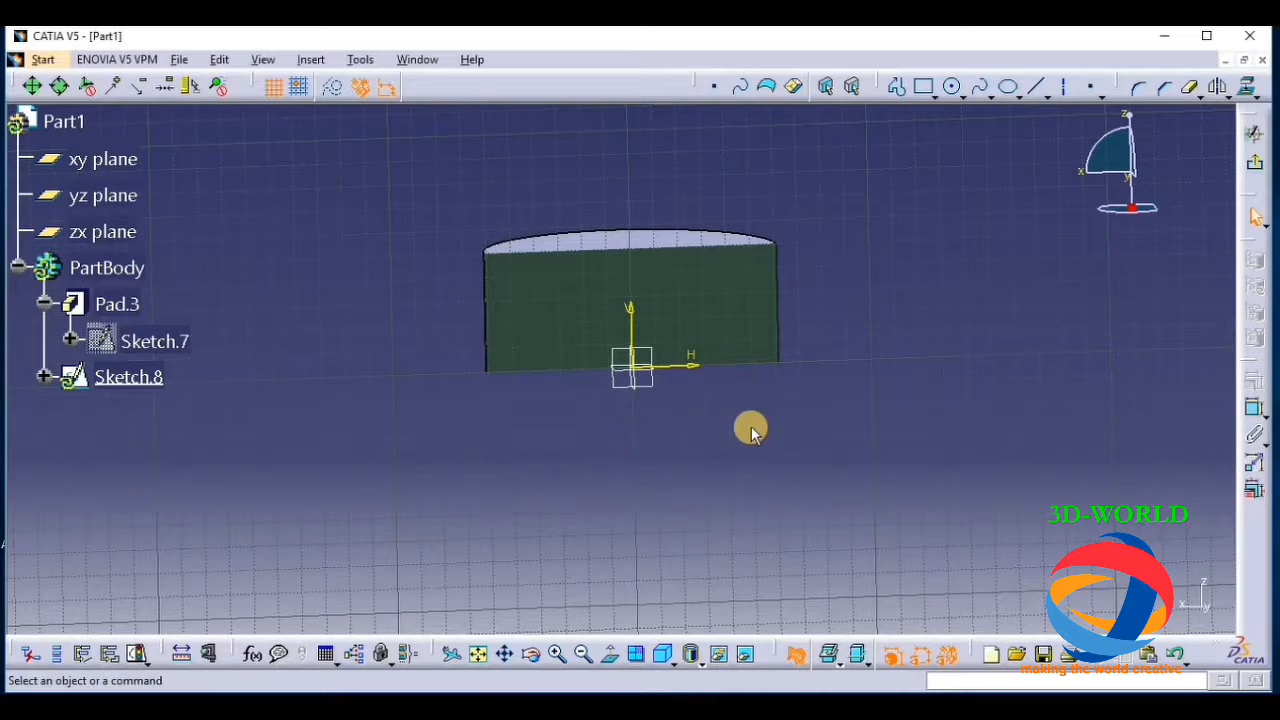 CATIA V5 - [Part1]
Start ENOVIA V5 VPM File Edit View Insert Tools Window Help
Part1
xy plane
yz plane
zx plane
PartBody
Pad.3
Sketch.7
Sketch.8
z
x
y
V
H
3D-WORLD
z
x
y
f(x)
CATIA
making the world creative
Select an object or a command